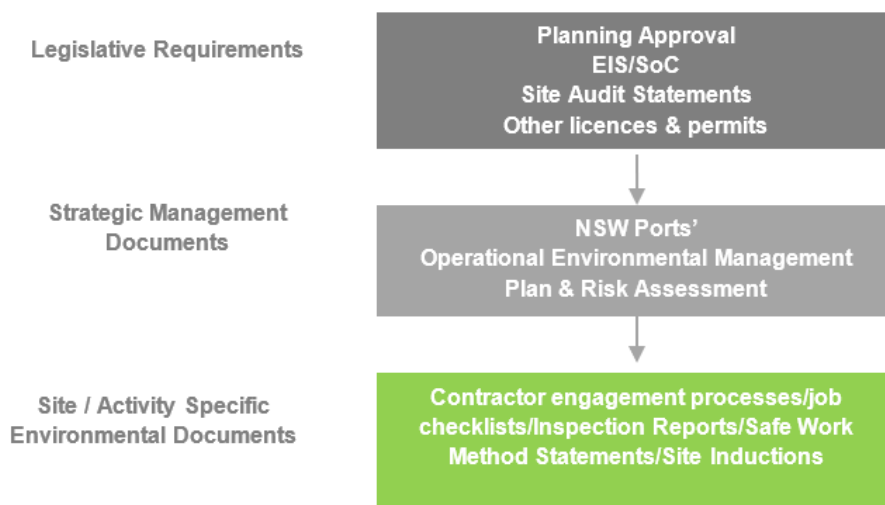 Legislative Requirements
Planning Approval
EIS/SoC
Site Audit Statements
Other licences & permits
Strategic Management
Documents
NSW Ports'
Operational Environmental Management
Plan & Risk Assessment
Site / Activity Specific
Environmental Documents
Contractor engagement processes/job
checklists/Inspection Reports/Safe Work
Method Statements/Site Inductions